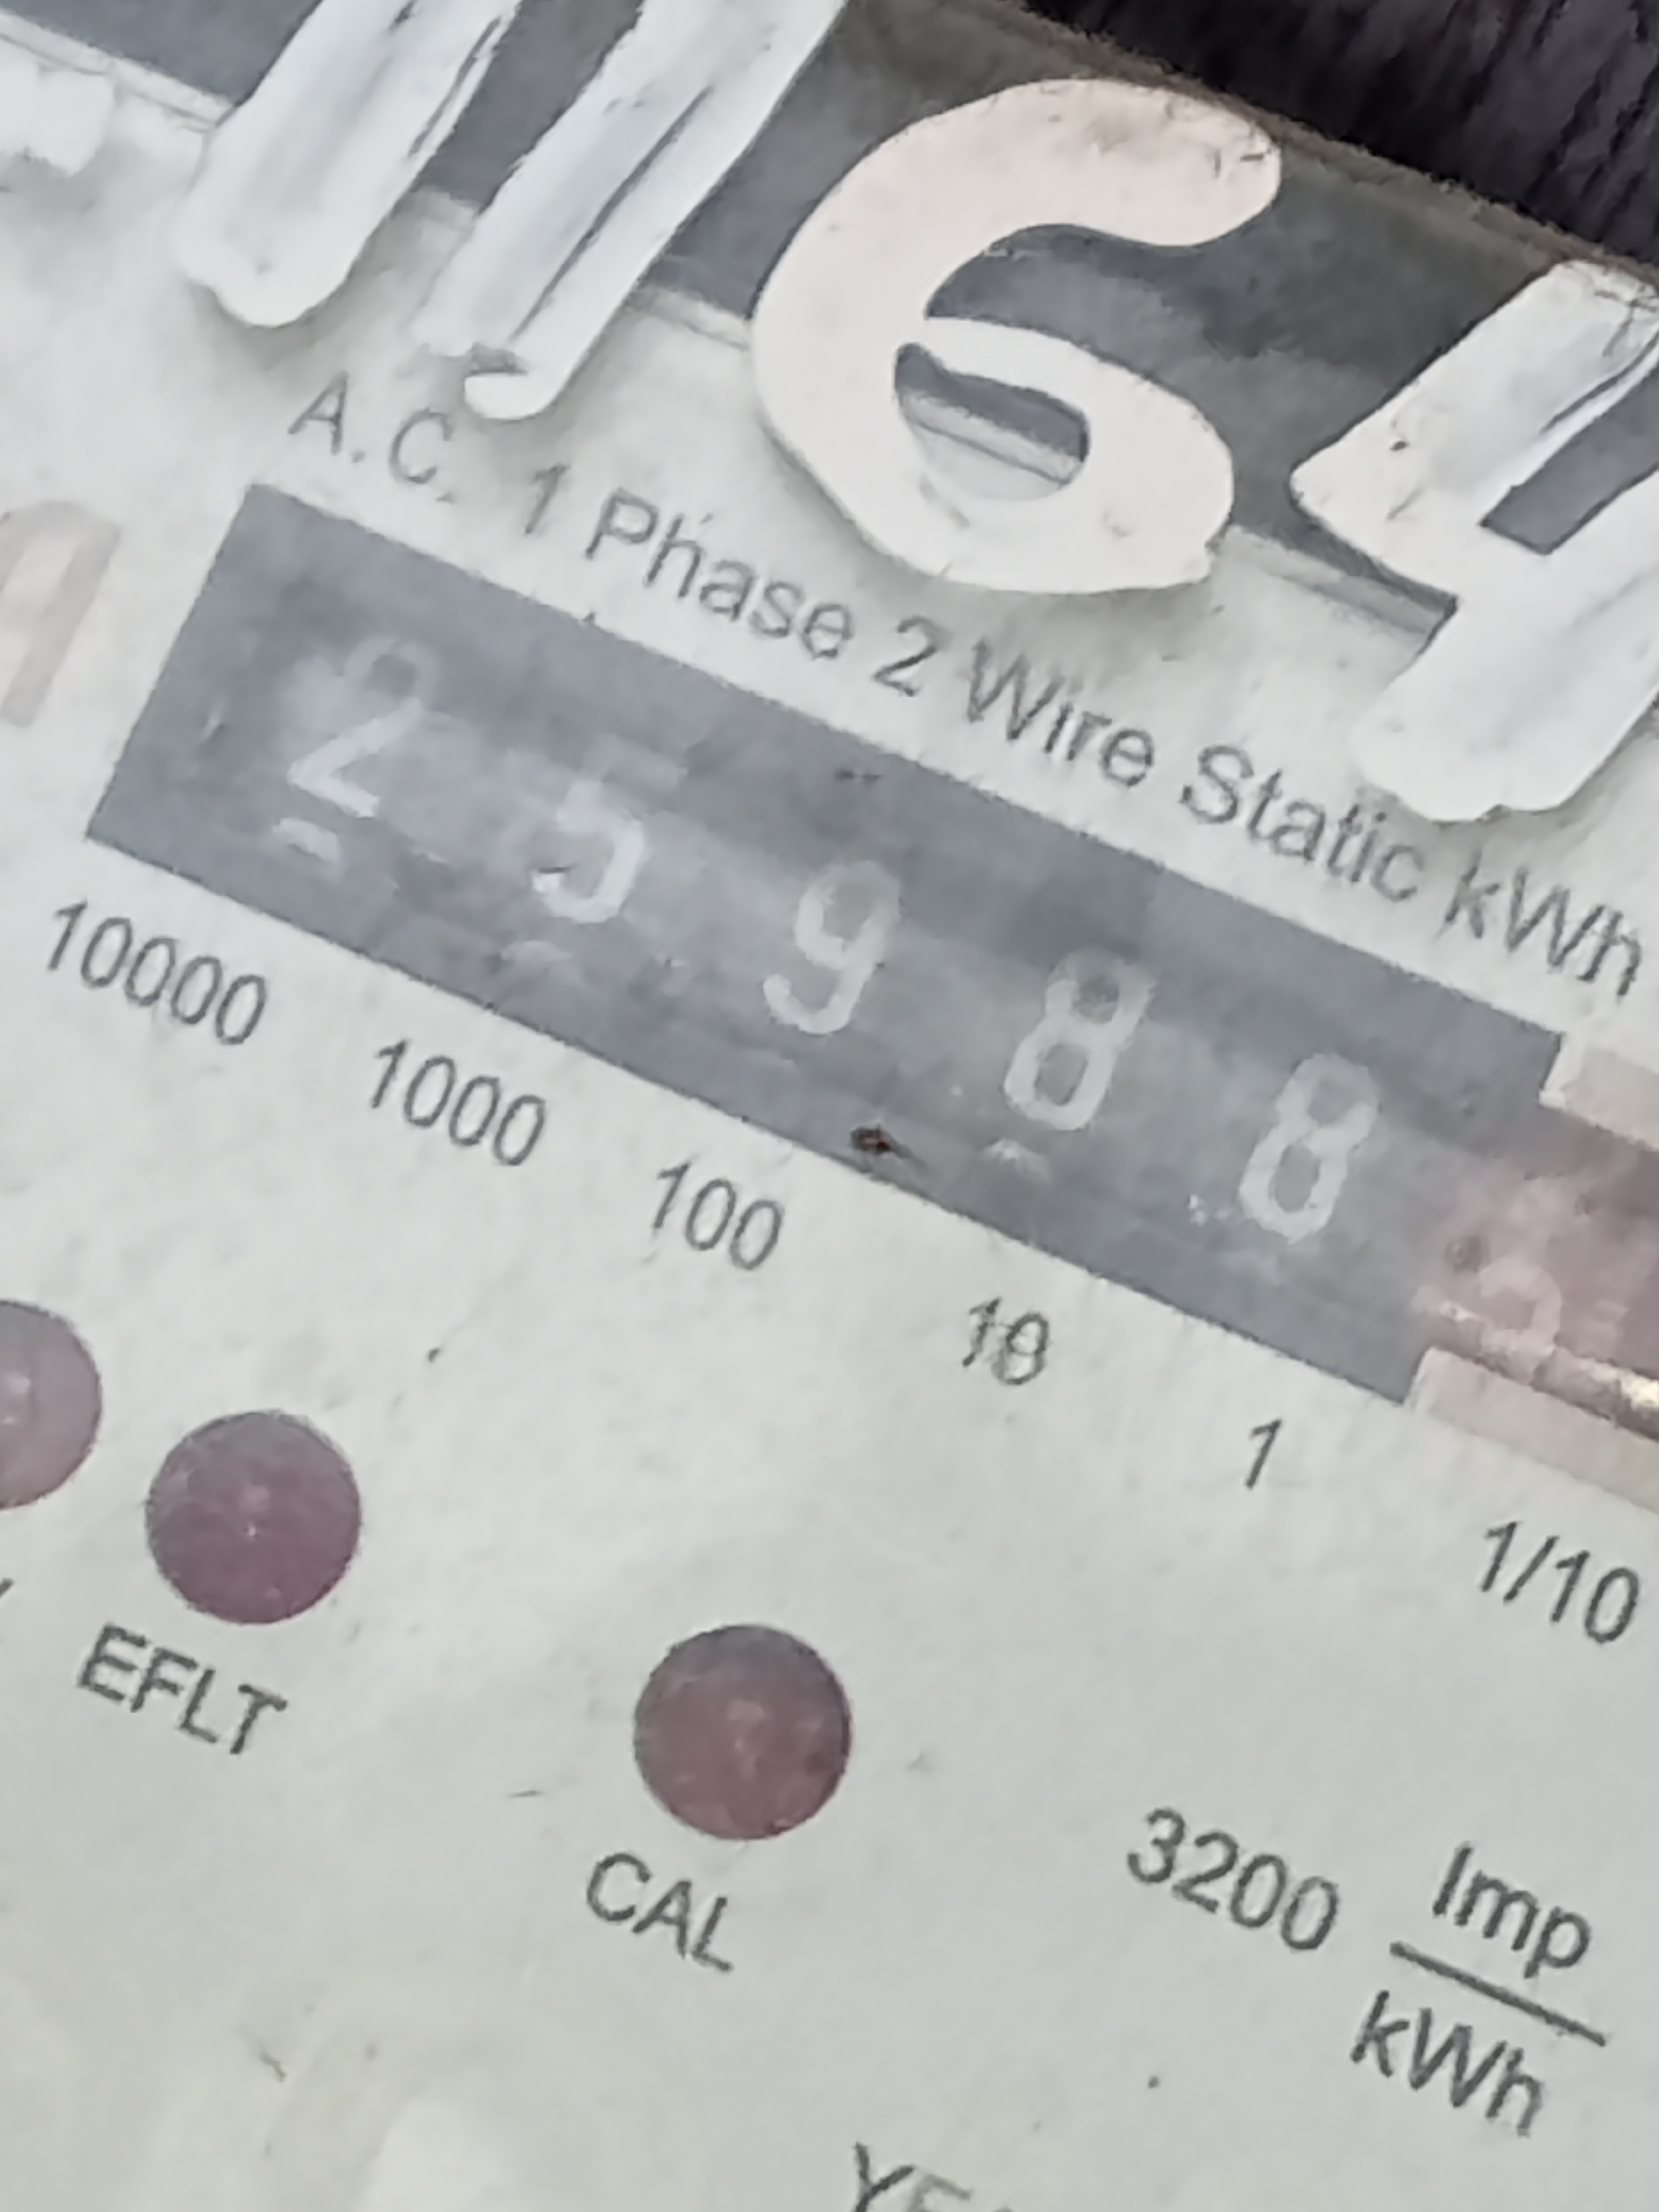 1164
A.C. 1 Phase 2 Wire Static kWh
2 5 9 8 8
10000 1000 100 10 1 1/10
EFLT
CAL
3200 Imp
kWh